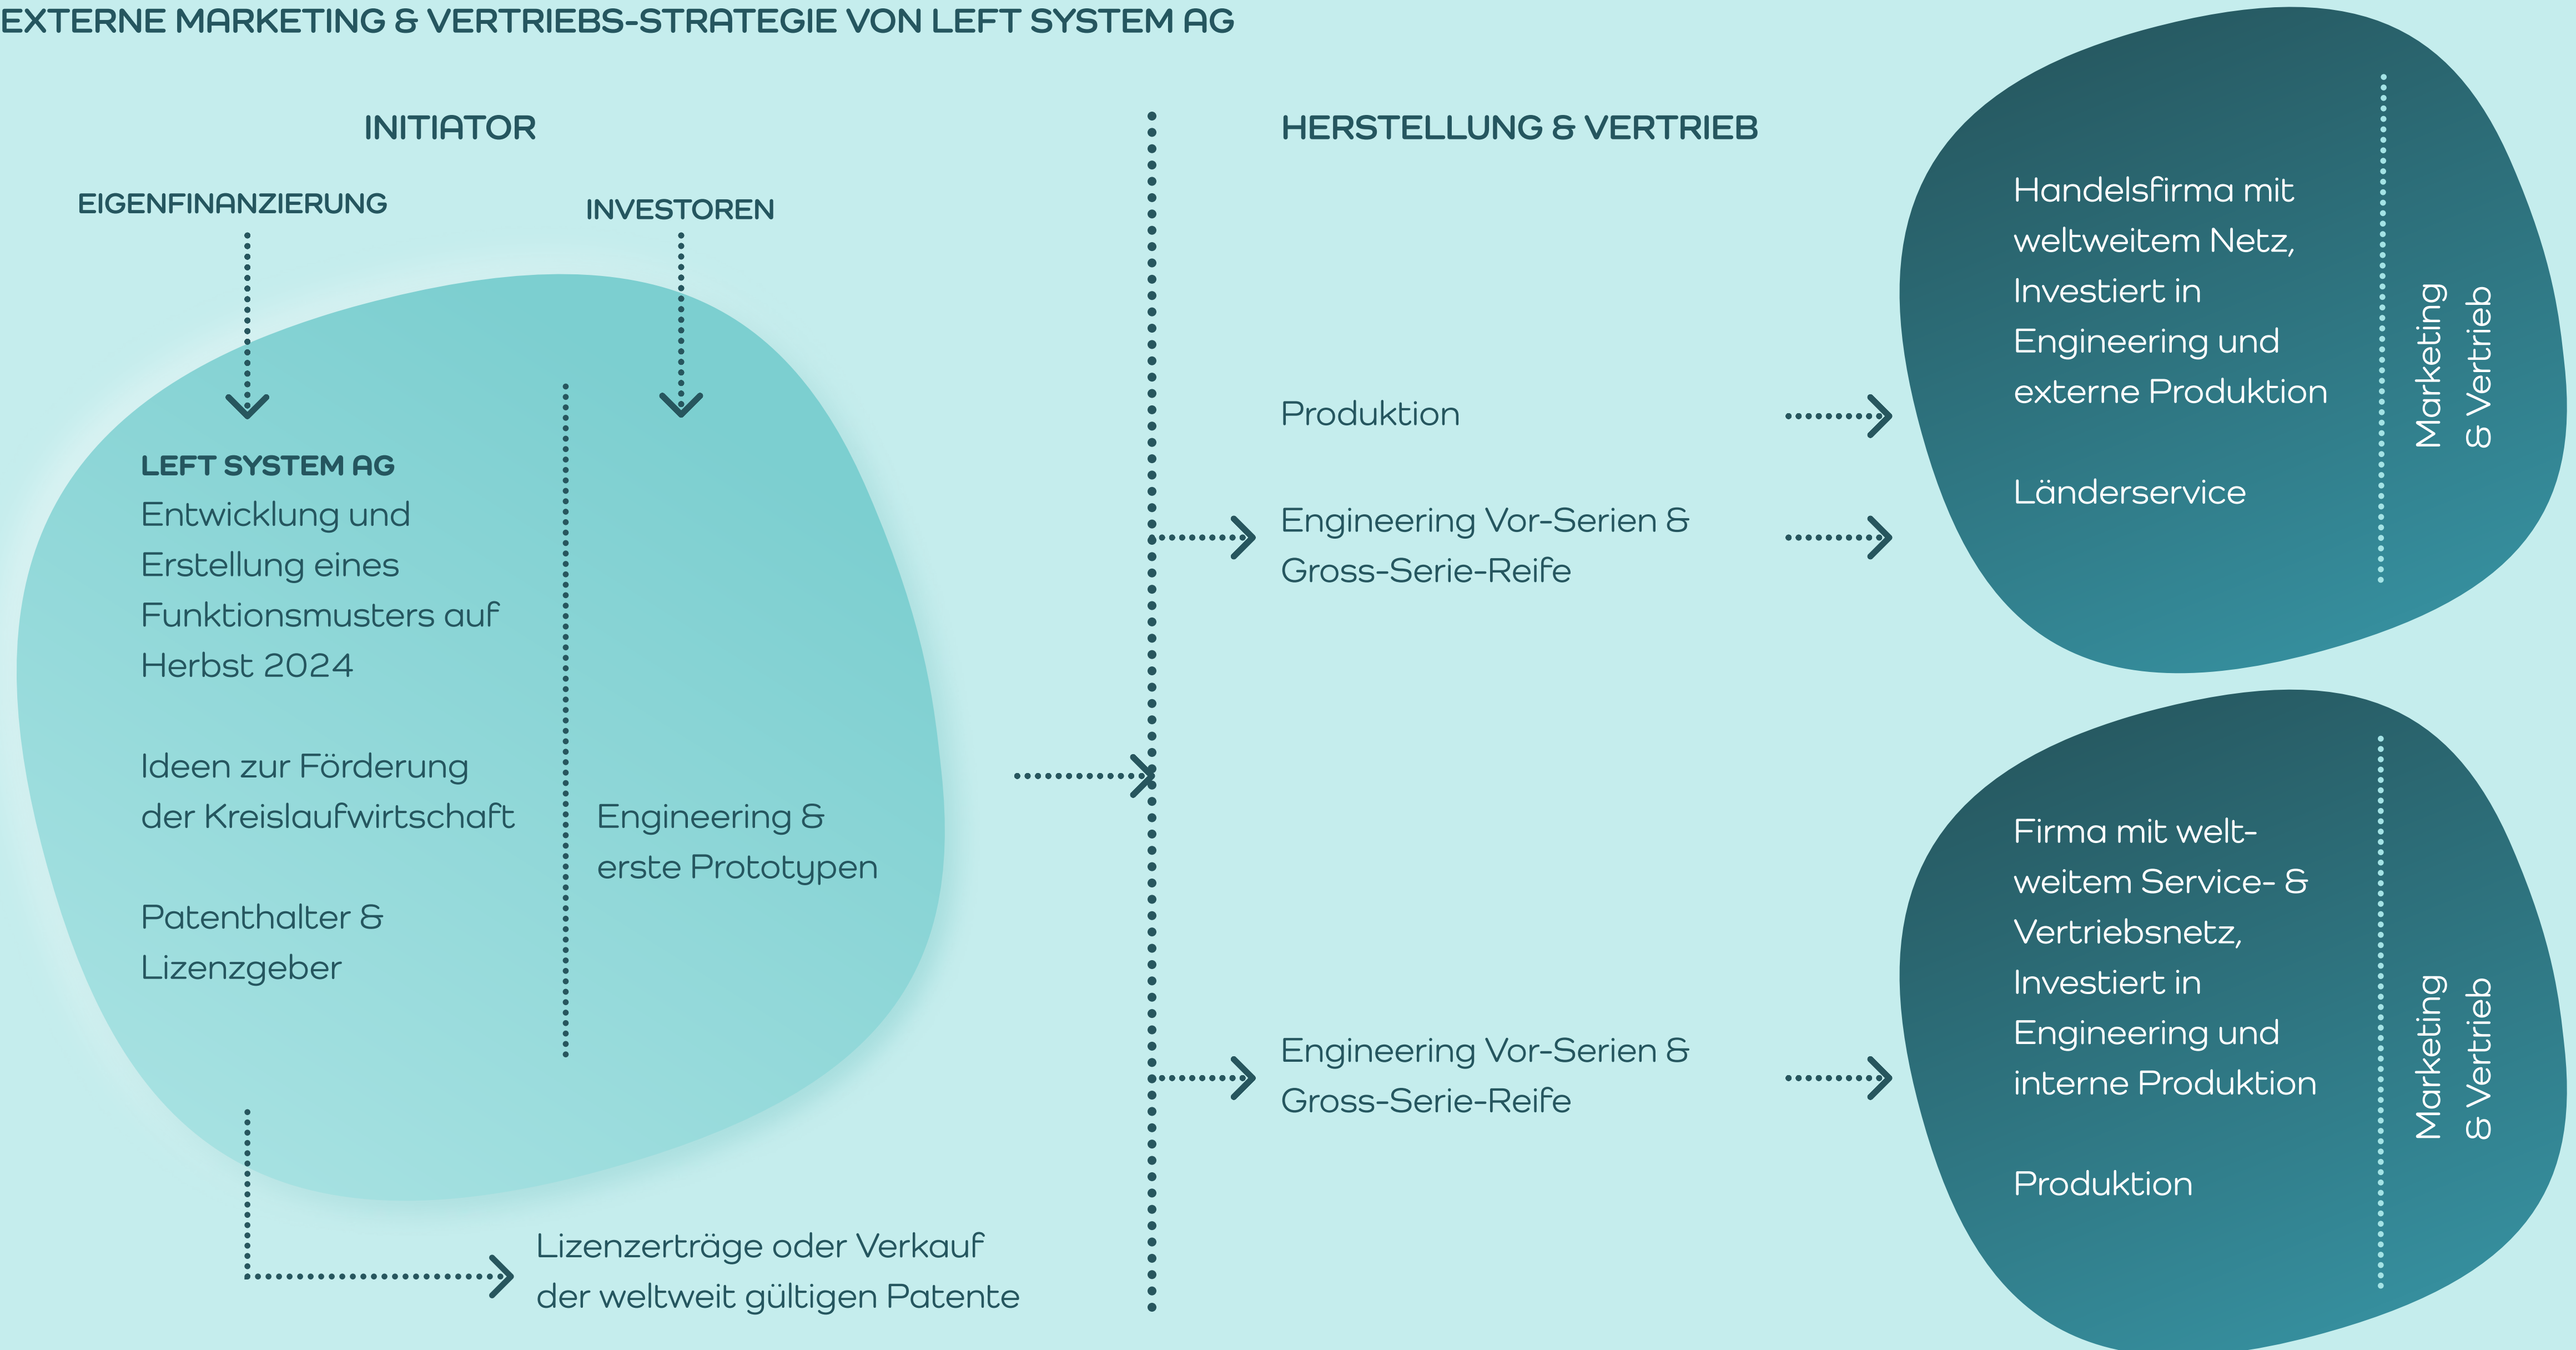 EXTERNE MARKETING & VERTRIEBS-STRATEGIE VON LEFT SYSTEM AG
INITIATOR
EIGENFINANZIERUNG
INVESTOREN
LEFT SYSTEM AG
Entwicklung und
Erstellung eines
Funktionsmusters auf
Herbst 2024
Ideen zur Förderung
der Kreislaufwirtschaft
Patenthalter &
Lizenzgeber
Engineering &
erste Prototypen
Lizenzerträge oder Verkauf
der weltweit gültigen Patente
HERSTELLUNG & VERTRIEB
Produktion
Engineering Vor-Serien &
Gross-Serie-Reife
Engineering Vor-Serien &
Gross-Serie-Reife
Handelsfirma mit
weltweitem Netz,
Investiert in
Engineering und
externe Produktion
Länderservice
Marketing
& Vertrieb
Firma mit welt-
weitem Service- &
Vertriebsnetz,
Investiert in
Engineering und
interne Produktion
Produktion
Marketing
& Vertrieb